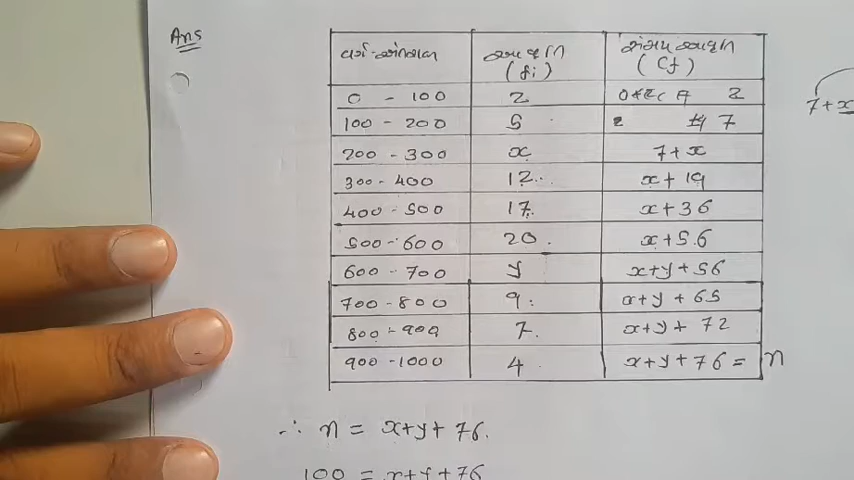 Ans
વર્ગ-અંતરાલ આવૃત્તિ (fi) સંચયી આવૃત્તિ (Cf)
0 - 100 2 2
100 - 200 5 7
200 - 300 x 7+x
300-400 12 x+19
400-500 17 x+36
500-600 20 x+56
600-700 y x+y+56
700-800 9 x+y+65
800-900 7 x+y+72
900-1000 4 x+y+76 = n
7+x
∴ n = x+y+76.
100 = x+y+76